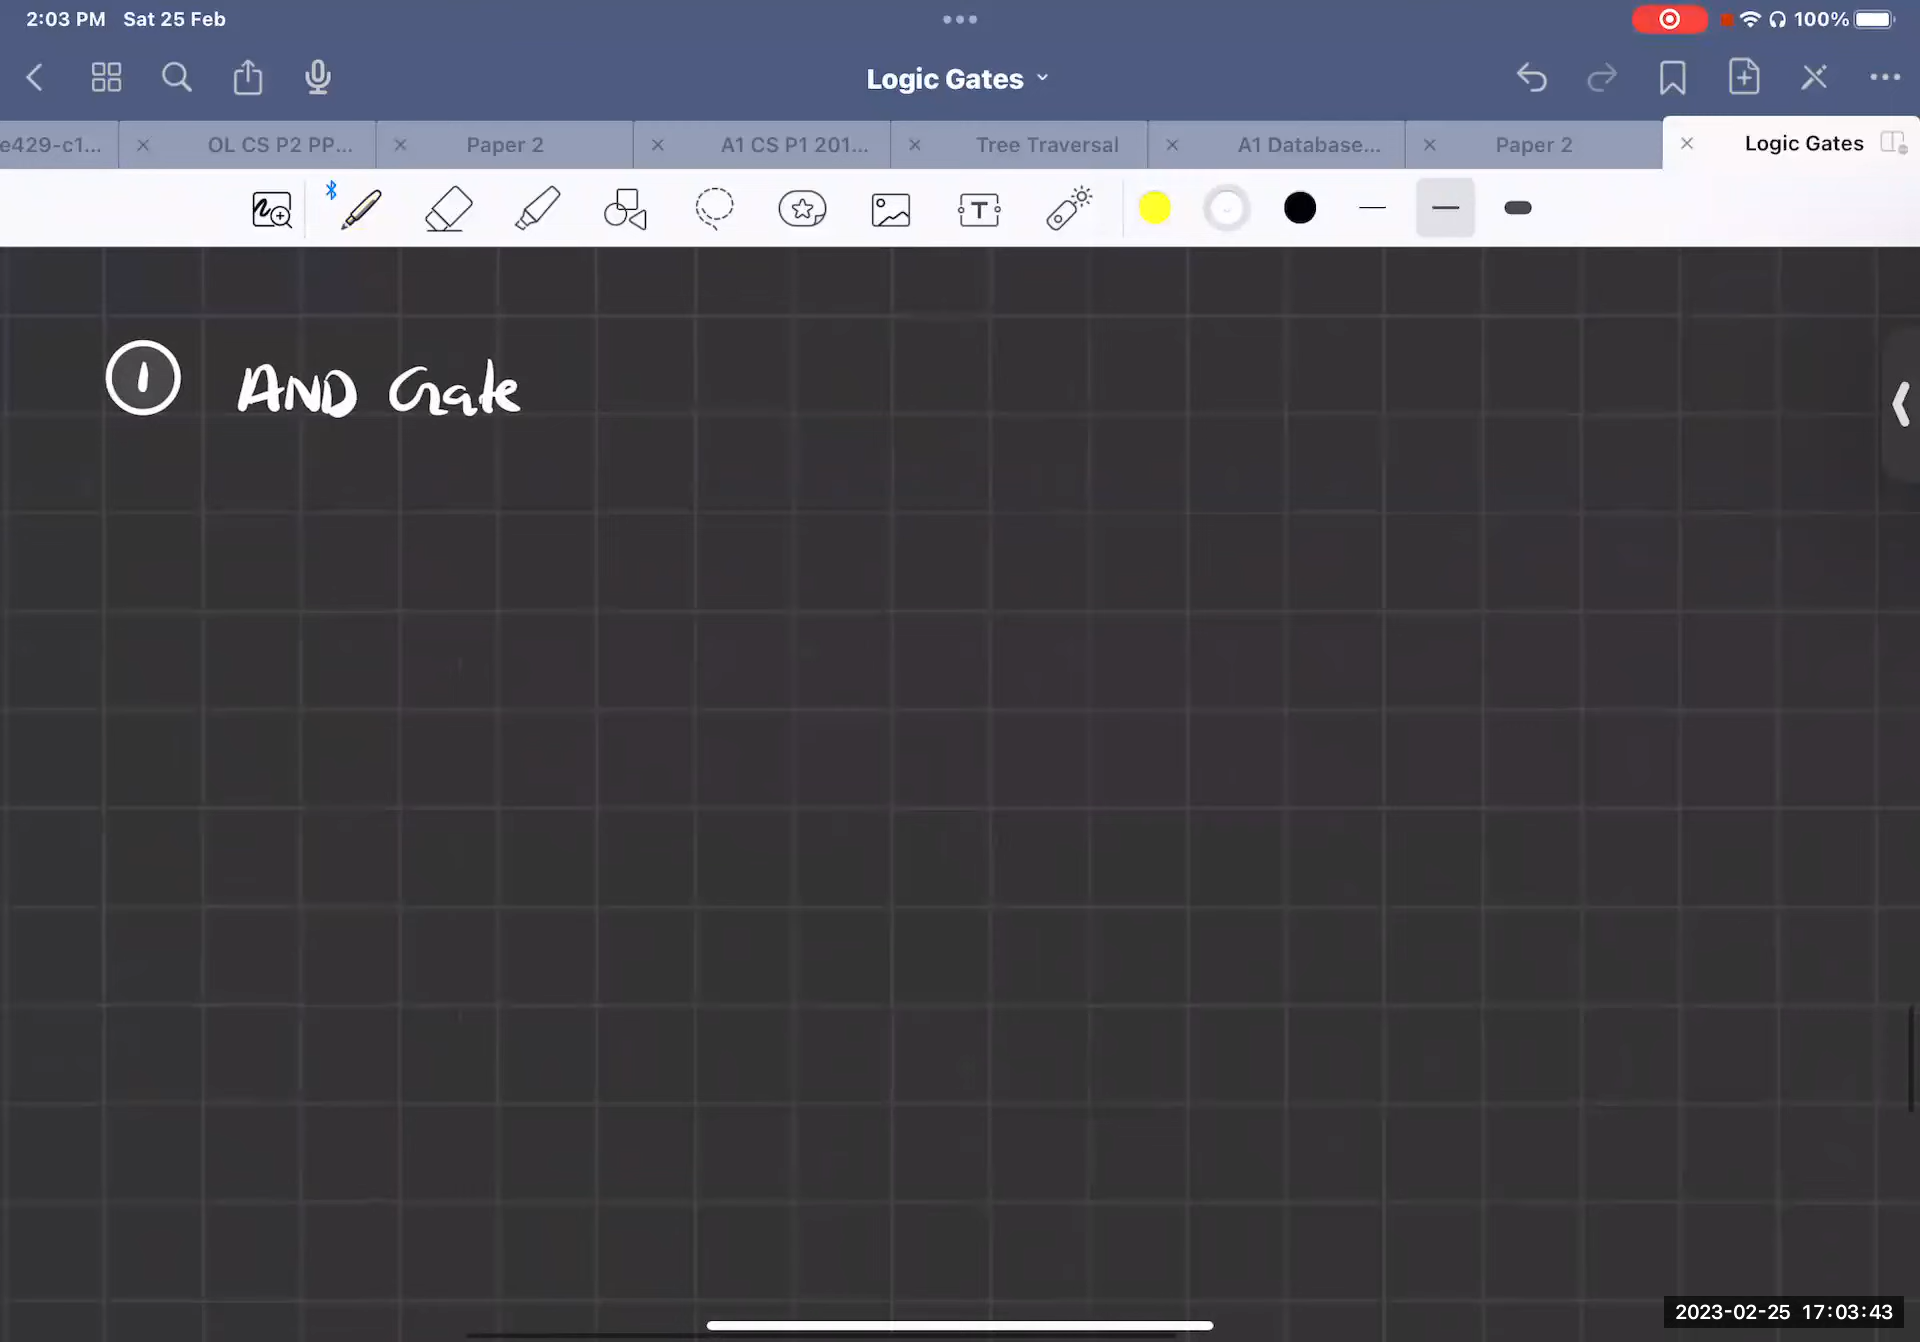 2:03 PM Sat 25 Feb
100%
Logic Gates
e429-c1...
OL CS P2 PP...
Paper 2
A1 CS P1 201...
Tree Traversal
A1 Database...
Paper 2
Logic Gates
T
1 AND Gate
2023-02-25 17:03:43